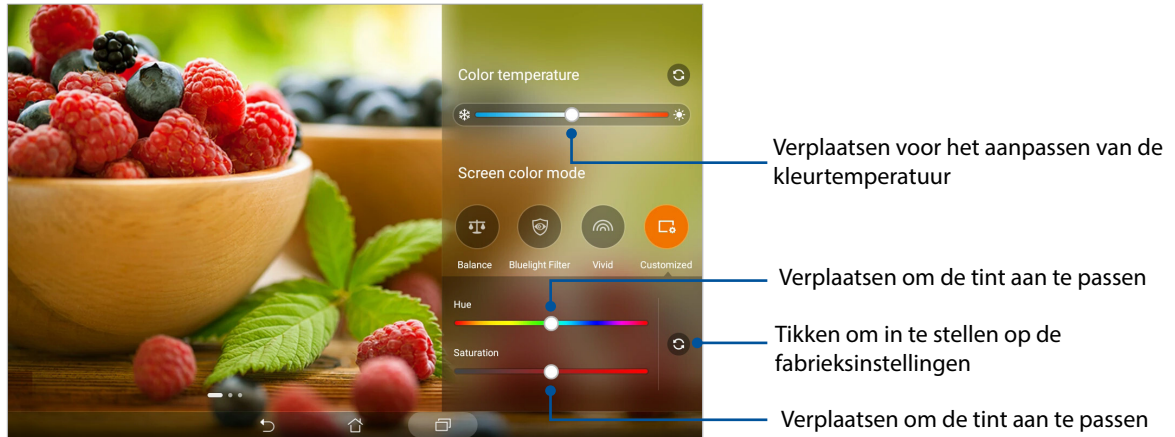 Color temperature
Verplaatsen voor het aanpassen van de
kleurtemperatuur
Screen color mode
Balance Bluelight Filter Vivid Customized
Verplaatsen om de tint aan te passen
Hue
Tikken om in te stellen op de
fabrieksinstellingen
Saturation
Verplaatsen om de tint aan te passen